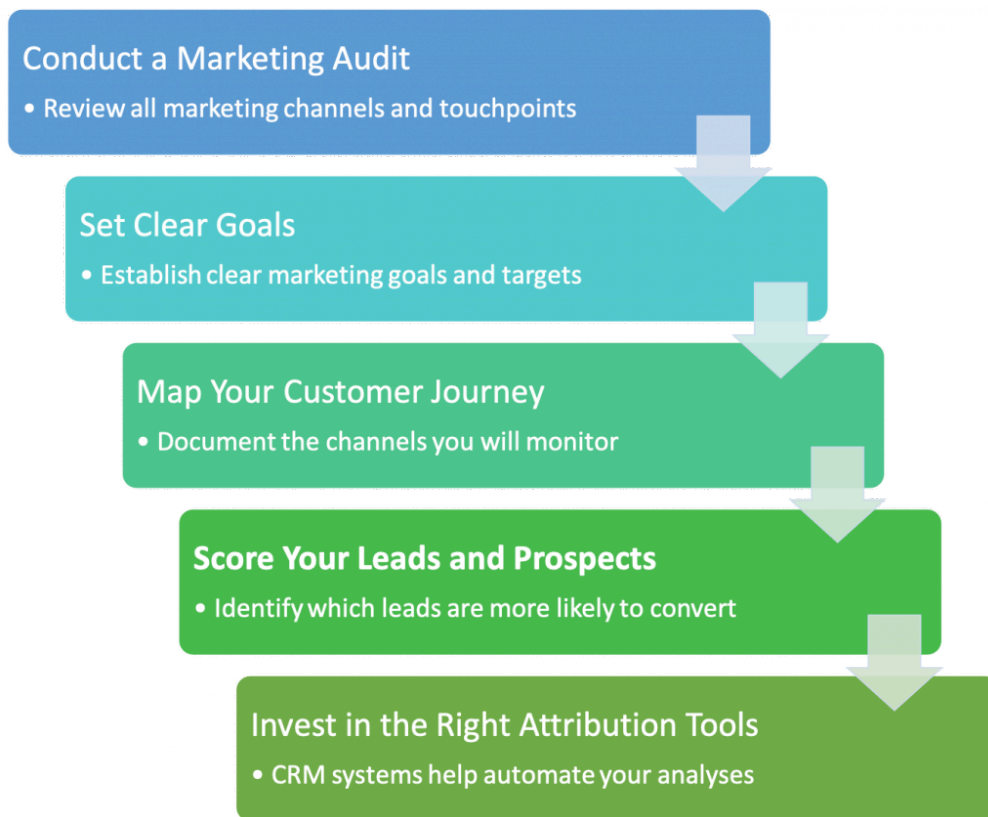 Conduct a Marketing Audit
• Review all marketing channels and touchpoints
Set Clear Goals
• Establish clear marketing goals and targets
Map Your Customer Journey
• Document the channels you will monitor
Score Your Leads and Prospects
• Identify which leads are more likely to convert
Invest in the Right Attribution Tools
• CRM systems help automate your analyses